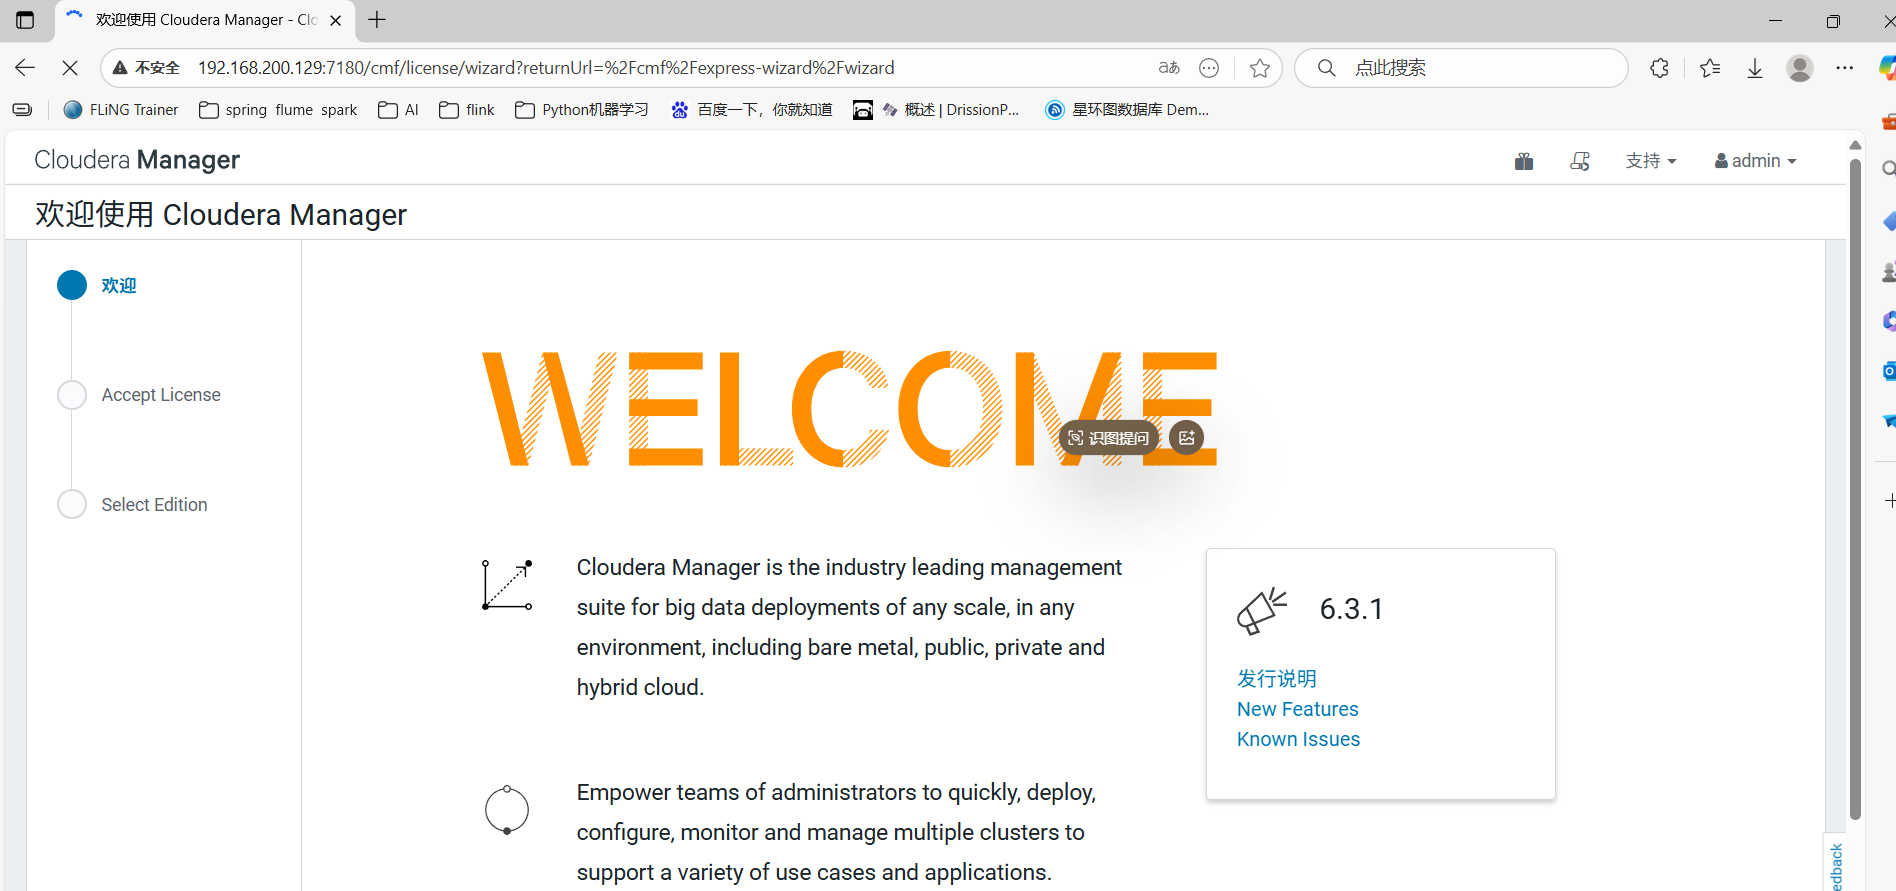 欢迎使用 Cloudera Manager - Clo
不安全 192.168.200.129:7180/cmf/license/wizard?returnUrl=%2Fcmf%2Fexpress-wizard%2Fwizard
aあ
点此搜索
FLiNG Trainer
spring flume spark
AI
flink
Python机器学习
百度一下，你就知道
概述 | DrissionP...
星环图数据库 Dem...
Cloudera Manager
支持
admin
欢迎使用 Cloudera Manager
欢迎
Accept License
Select Edition
WELCOME
识图提问
Cloudera Manager is the industry leading management
suite for big data deployments of any scale, in any
environment, including bare metal, public, private and
hybrid cloud.
6.3.1
发行说明
New Features
Known Issues
Empower teams of administrators to quickly, deploy,
configure, monitor and manage multiple clusters to
support a variety of use cases and applications.
edback